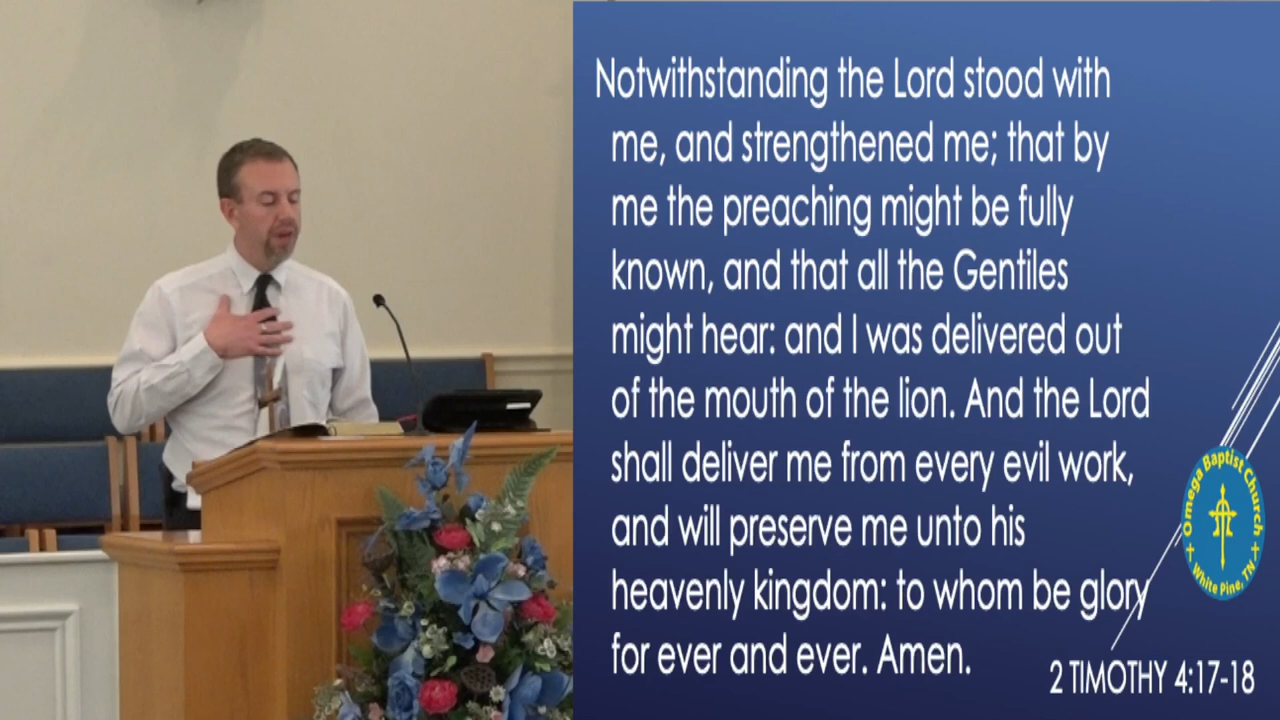 Notwithstanding the Lord stood with
me, and strengthened me; that by
me the preaching might be fully
known, and that all the Gentiles
might hear: and I was delivered out
of the mouth of the lion. And the Lord
shall deliver me from every evil work,
and will preserve me unto his
heavenly kingdom: to whom be glory
for ever and ever. Amen.
2 TIMOTHY 4:17-18
Omega Baptist Church
White Pine, TN